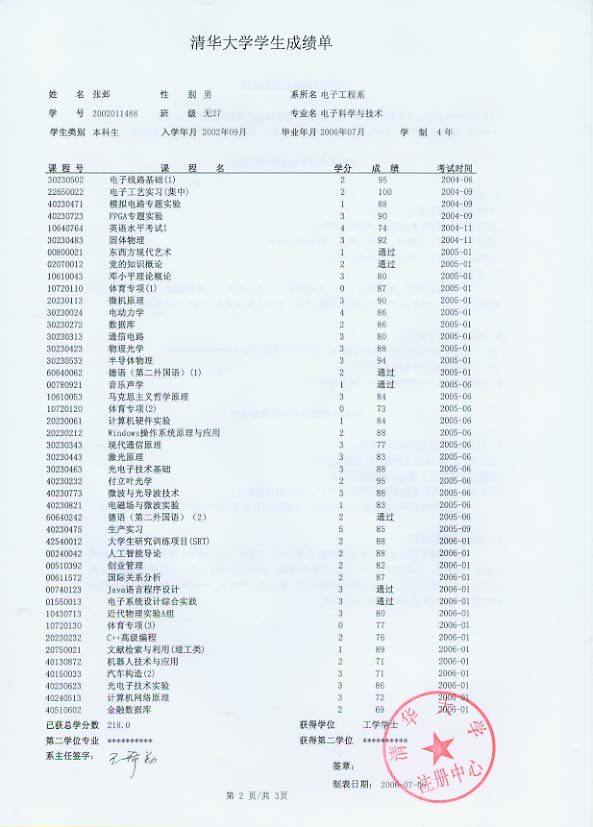 清华大学学生成绩单
姓 名 张邺 性 别 男 系所名 电子工程系
学 号 2002011488 班 级 无27 专业名 电子科学与技术
学生类别 本科生 入学年月 2002年09月 毕业年月 2006年07月 学 制 4 年
课 程 号 课 程 名 学分 成 绩 考试时间
30230502 电子线路基础(1) 2 95 2004-06
22650022 电子工艺实习(集中) 2 100 2004-09
40230471 模拟电路专题实验 1 88 2004-09
40230723 FPGA专题实验 3 90 2004-09
10640764 英语水平考试I 4 74 2004-11
30230483 固体物理 3 92 2004-11
00800021 东西方现代艺术 1 通过 2005-01
02070012 党的知识概论 2 通过 2005-01
10610043 邓小平理论概论 3 80 2005-01
10720110 体育专项(1) 0 87 2005-01
20230113 微机原理 3 90 2005-01
30230024 电动力学 4 86 2005-01
30230272 数据库 2 86 2005-01
30230313 通信电路 3 80 2005-01
30230423 物理光学 3 88 2005-01
30230533 半导体物理 3 94 2005-01
60640062 德语（第二外国语）(1) 2 通过 2005-01
00780921 音乐声学 1 通过 2005-06
10610053 马克思主义哲学原理 3 84 2005-06
10720120 体育专项(2) 0 73 2005-06
20230061 计算机硬件实验 1 84 2005-06
20230212 Windows操作系统原理与应用 2 88 2005-06
30230343 现代通信原理 3 77 2005-06
30230443 激光原理 3 83 2005-06
30230463 光电子技术基础 3 88 2005-06
40230232 付立叶光学 2 95 2005-06
40230773 微波与光导波技术 3 88 2005-06
40230821 电磁场与微波实验 1 83 2005-06
60640242 德语（第二外国语）（2） 2 通过 2005-06
40230475 生产实习 5 85 2005-09
42540012 大学生研究训练项目(SRT) 2 88 2006-01
00240042 人工智能导论 2 88 2006-01
00510392 创业管理 2 82 2006-01
00611572 国际关系分析 2 87 2006-01
00740123 Java语言程序设计 3 通过 2006-01
01550013 电子系统设计综合实践 3 通过 2006-01
10430713 近代物理实验A组 3 80 2006-01
10720130 体育专项(3) 0 77 2006-01
20230232 C++高级编程 2 76 2006-01
20750021 文献检索与利用(理工类) 1 89 2006-01
40130872 机器人技术与应用 2 71 2006-01
40150033 汽车构造(2) 3 71 2006-01
40230623 光电子技术实验 3 86 2006-01
40240513 计算机网络原理 3 72 2006-01
40510602 金融数据库 2 69 2006-01
已获总学分数 218.0 获得学位 工学学士
第二学位专业 ********** 获得第二学位 **********
系主任签字：
签章：
制表日期： 2006-07-06
清华大学
注册中心
第 2 页/共 3页